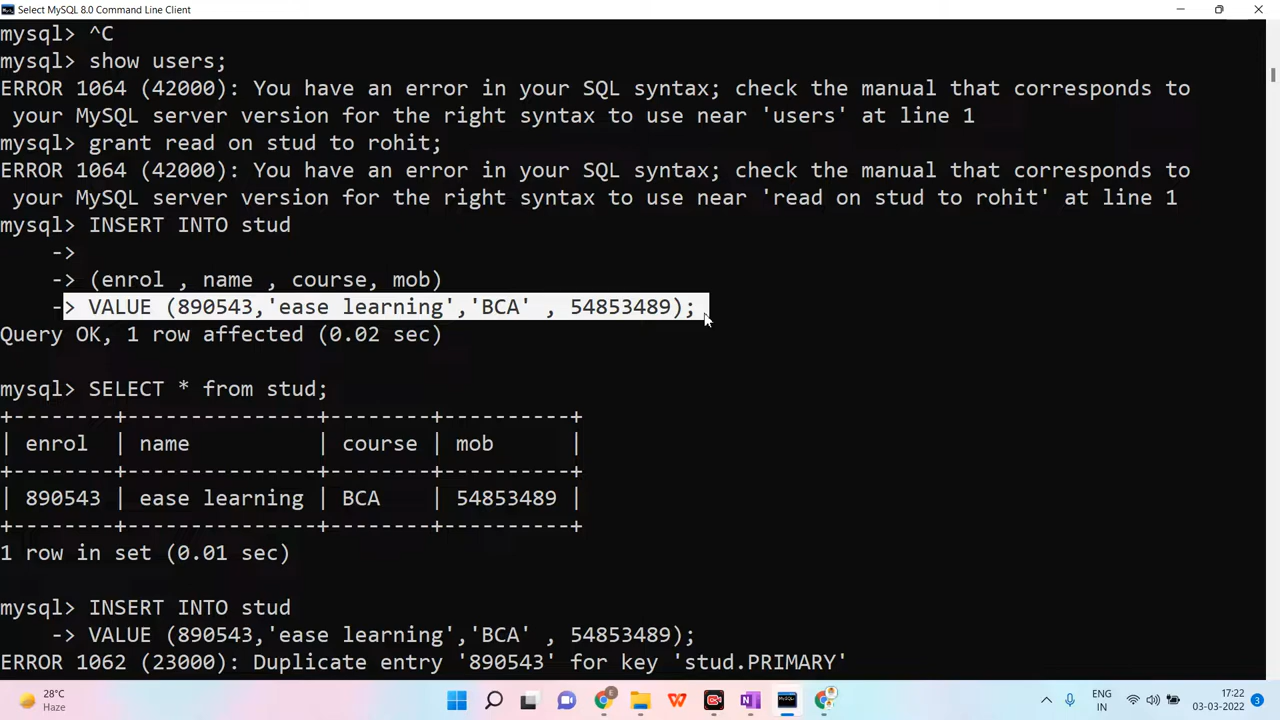 Select MySQL 8.0 Command Line Client
mysql> ^C
mysql> show users;
ERROR 1064 (42000): You have an error in your SQL syntax; check the manual that corresponds to
your MySQL server version for the right syntax to use near 'users' at line 1
mysql> grant read on stud to rohit;
ERROR 1064 (42000): You have an error in your SQL syntax; check the manual that corresponds to
your MySQL server version for the right syntax to use near 'read on stud to rohit' at line 1
mysql> INSERT INTO stud
->
-> (enrol , name , course, mob)
-> VALUE (890543,'ease learning','BCA' , 54853489);
Query OK, 1 row affected (0.02 sec)
mysql> SELECT * from stud;
+--------+---------------+--------+----------+
| enrol | name | course | mob |
+--------+---------------+--------+----------+
| 890543 | ease learning | BCA | 54853489 |
+--------+---------------+--------+----------+
1 row in set (0.01 sec)
mysql> INSERT INTO stud
-> VALUE (890543,'ease learning','BCA' , 54853489);
ERROR 1062 (23000): Duplicate entry '890543' for key 'stud.PRIMARY'
28°C
Haze
ENG
IN
17:22
03-03-2022
3